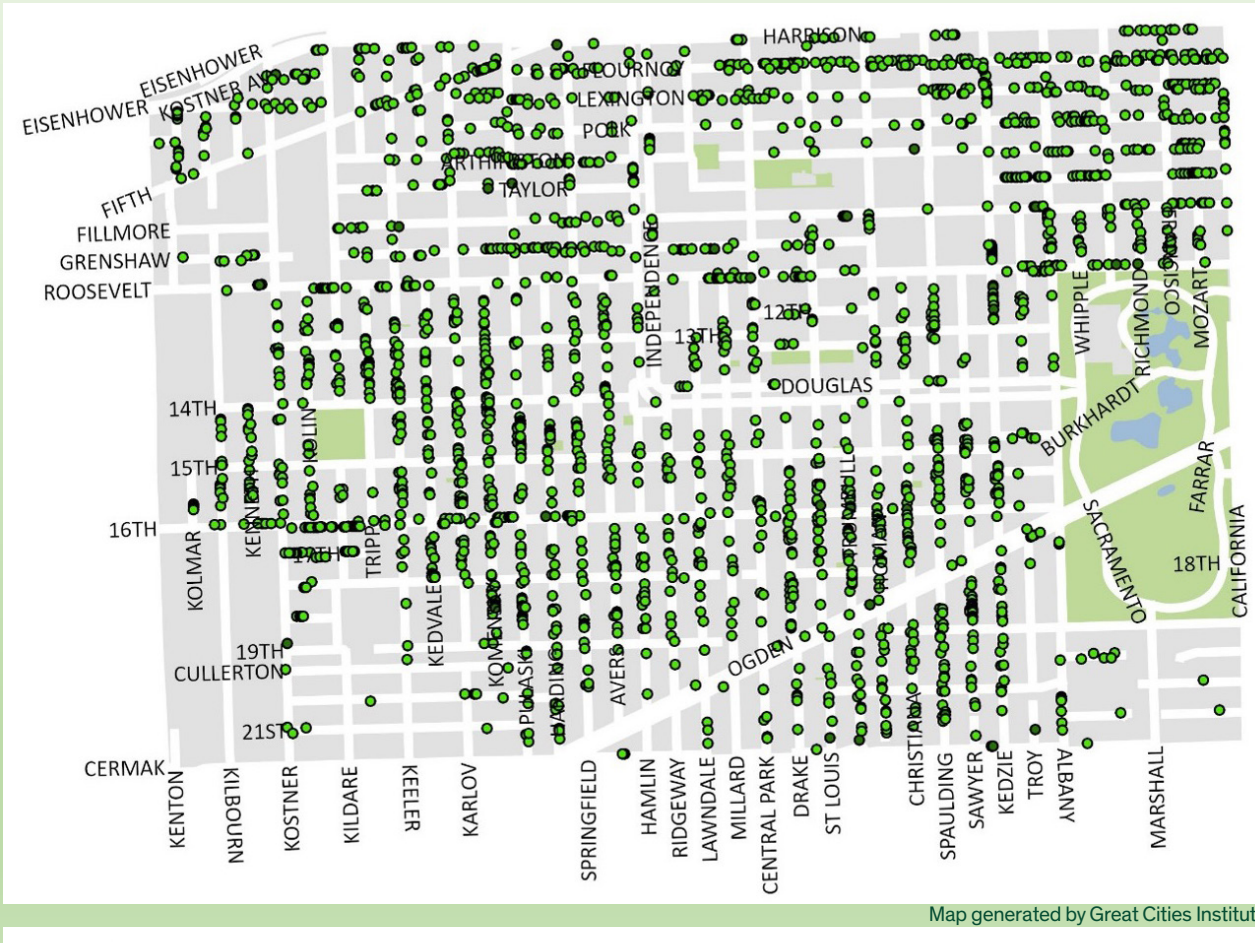 HARRISON
EISENHOWER
FLOURNOY
KOSTNER AV
LEXINGTON
EISENHOWER
POLK
ARTHINGTON
TAYLOR
FIFTH
FILLMORE
GRENSHAW
ROOSEVELT
INDEPENDENCE
WHIPPLE
RICHMOND
FRANCISCO
MOZART
12TH
13TH
DOUGLAS
14TH
KOLIN
BURKHARDT
15TH
FARRAR
16TH
KOLMAR
TRIPP
17TH
SACRAMENTO
18TH
CALIFORNIA
KEDVALE
19TH
CULLERTON
PULASKI
HARDING
AVERS
OGDEN
CHRISTIANA
21ST
CERMAK
KENTON
KILBOURN
KOSTNER
KILDARE
KEELER
KARLOV
SPRINGFIELD
HAMLIN
RIDGEWAY
LAWNDALE
MILLARD
CENTRAL PARK
DRAKE
ST LOUIS
SPAULDING
SAWYER
KEDZIE
TROY
ALBANY
MARSHALL
Map generated by Great Cities Institut